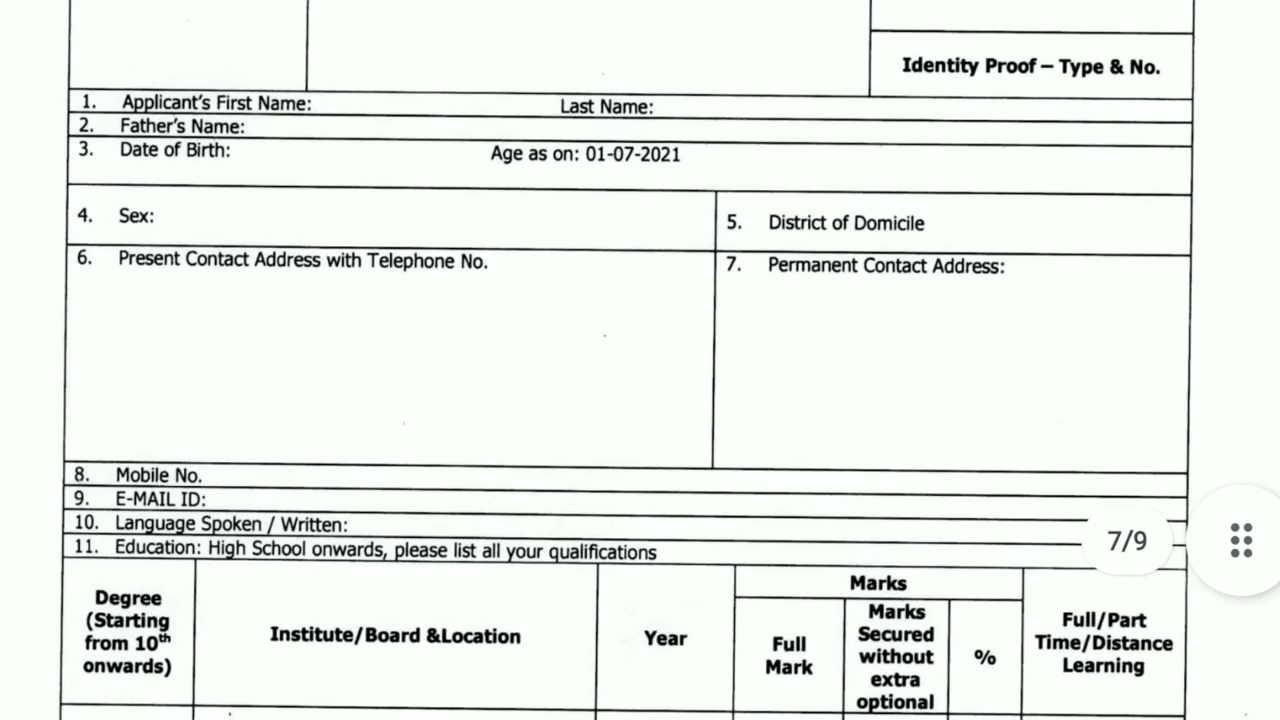 Identity Proof – Type & No.
1. Applicant's First Name: Last Name:
2. Father's Name:
3. Date of Birth: Age as on: 01-07-2021
4. Sex: 5. District of Domicile
6. Present Contact Address with Telephone No. 7. Permanent Contact Address:
8. Mobile No.
9. E-MAIL ID:
10. Language Spoken / Written:
7/9
11. Education: High School onwards, please list all your qualifications
Degree (Starting from 10th onwards)
Institute/Board &Location
Year
Marks
Full Mark
Marks Secured without extra optional
%
Full/Part Time/Distance Learning